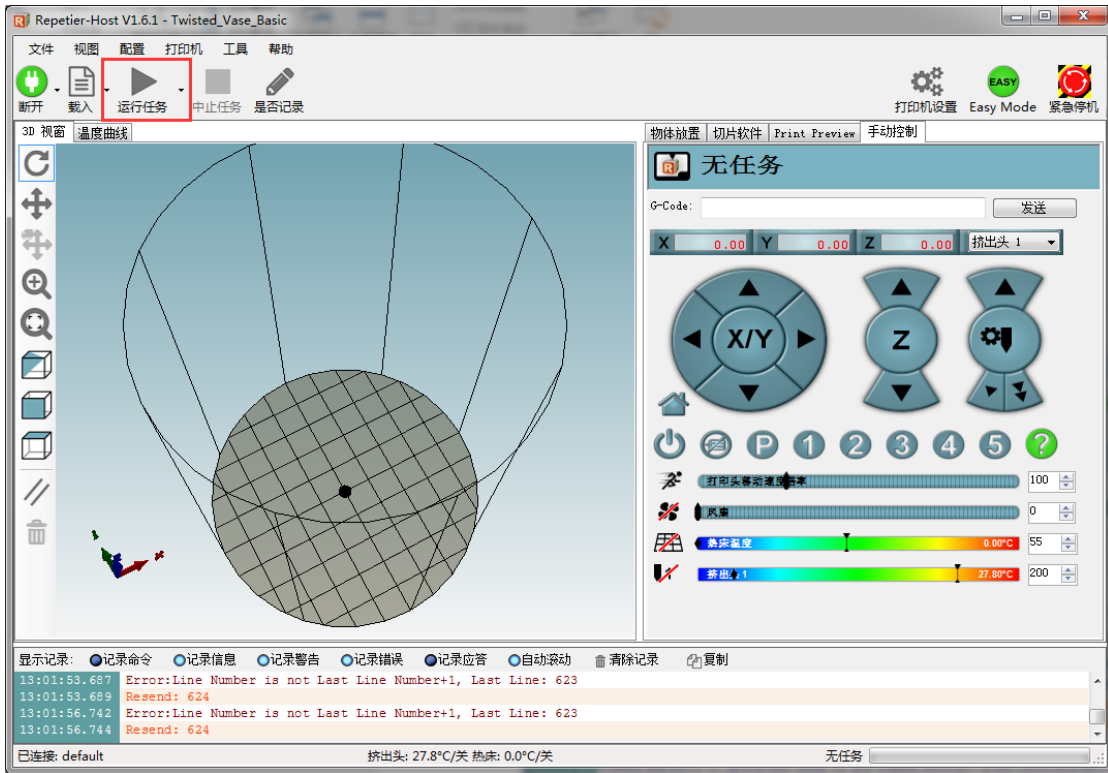 Repetier-Host V1.6.1 - Twisted_Vase_Basic
文件 视图 配置 打印机 工具 帮助
断开 载入 运行任务 中止任务 是否记录 打印机设置 Easy Mode 紧急停机
EASY
3D 视窗 温度曲线 物体放置 切片软件 Print Preview 手动控制
无任务
G-Code: 发送
X 0.00 Y 0.00 Z 0.00 挤出头 1
X/Y Z
P 1 2 3 4 5 ?
打印头移动速度倍率 100
风扇 0
热床温度 0.00°C 55
挤出 1 27.80°C 200
显示记录: 记录命令 记录信息 记录警告 记录错误 记录应答 自动滚动 清除记录 复制
13:01:53.687 Error:Line Number is not Last Line Number+1, Last Line: 623
13:01:53.689 Resend: 624
13:01:56.742 Error:Line Number is not Last Line Number+1, Last Line: 623
13:01:56.744 Resend: 624
已连接: default 挤出头: 27.8°C/关 热床: 0.0°C/关 无任务